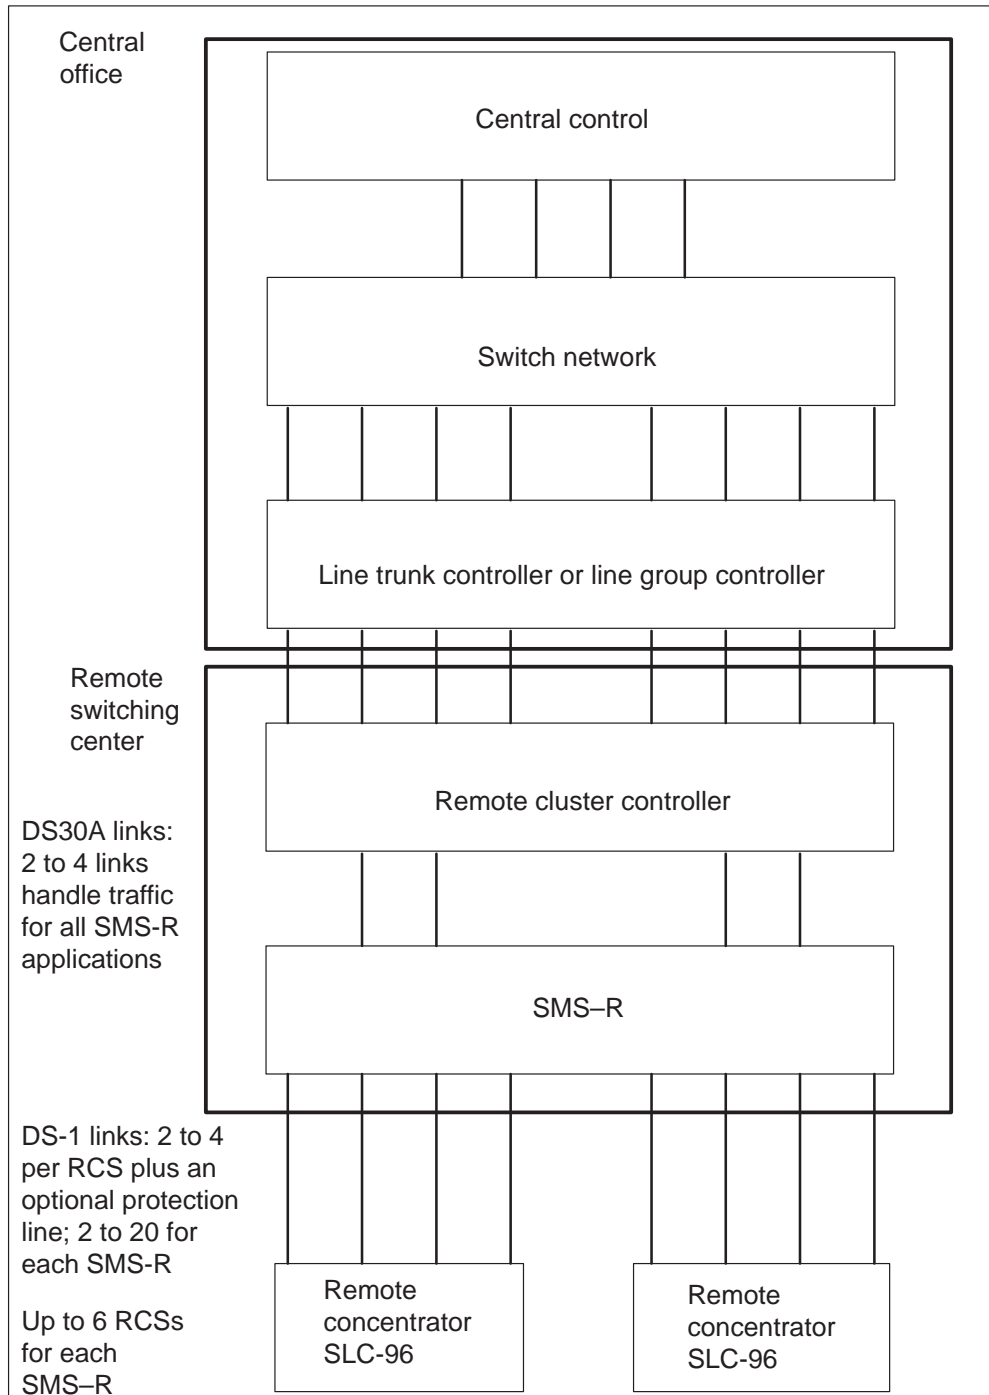 Central
office
Central control
Switch network
Line trunk controller or line group controller
Remote
switching
center
Remote cluster controller
DS30A links:
2 to 4 links
handle traffic
for all SMS-R
applications
SMS–R
DS-1 links: 2 to 4
per RCS plus an
optional protection
line; 2 to 20 for
each SMS-R
Up to 6 RCSs
for each
SMS–R
Remote
concentrator
SLC-96
Remote
concentrator
SLC-96